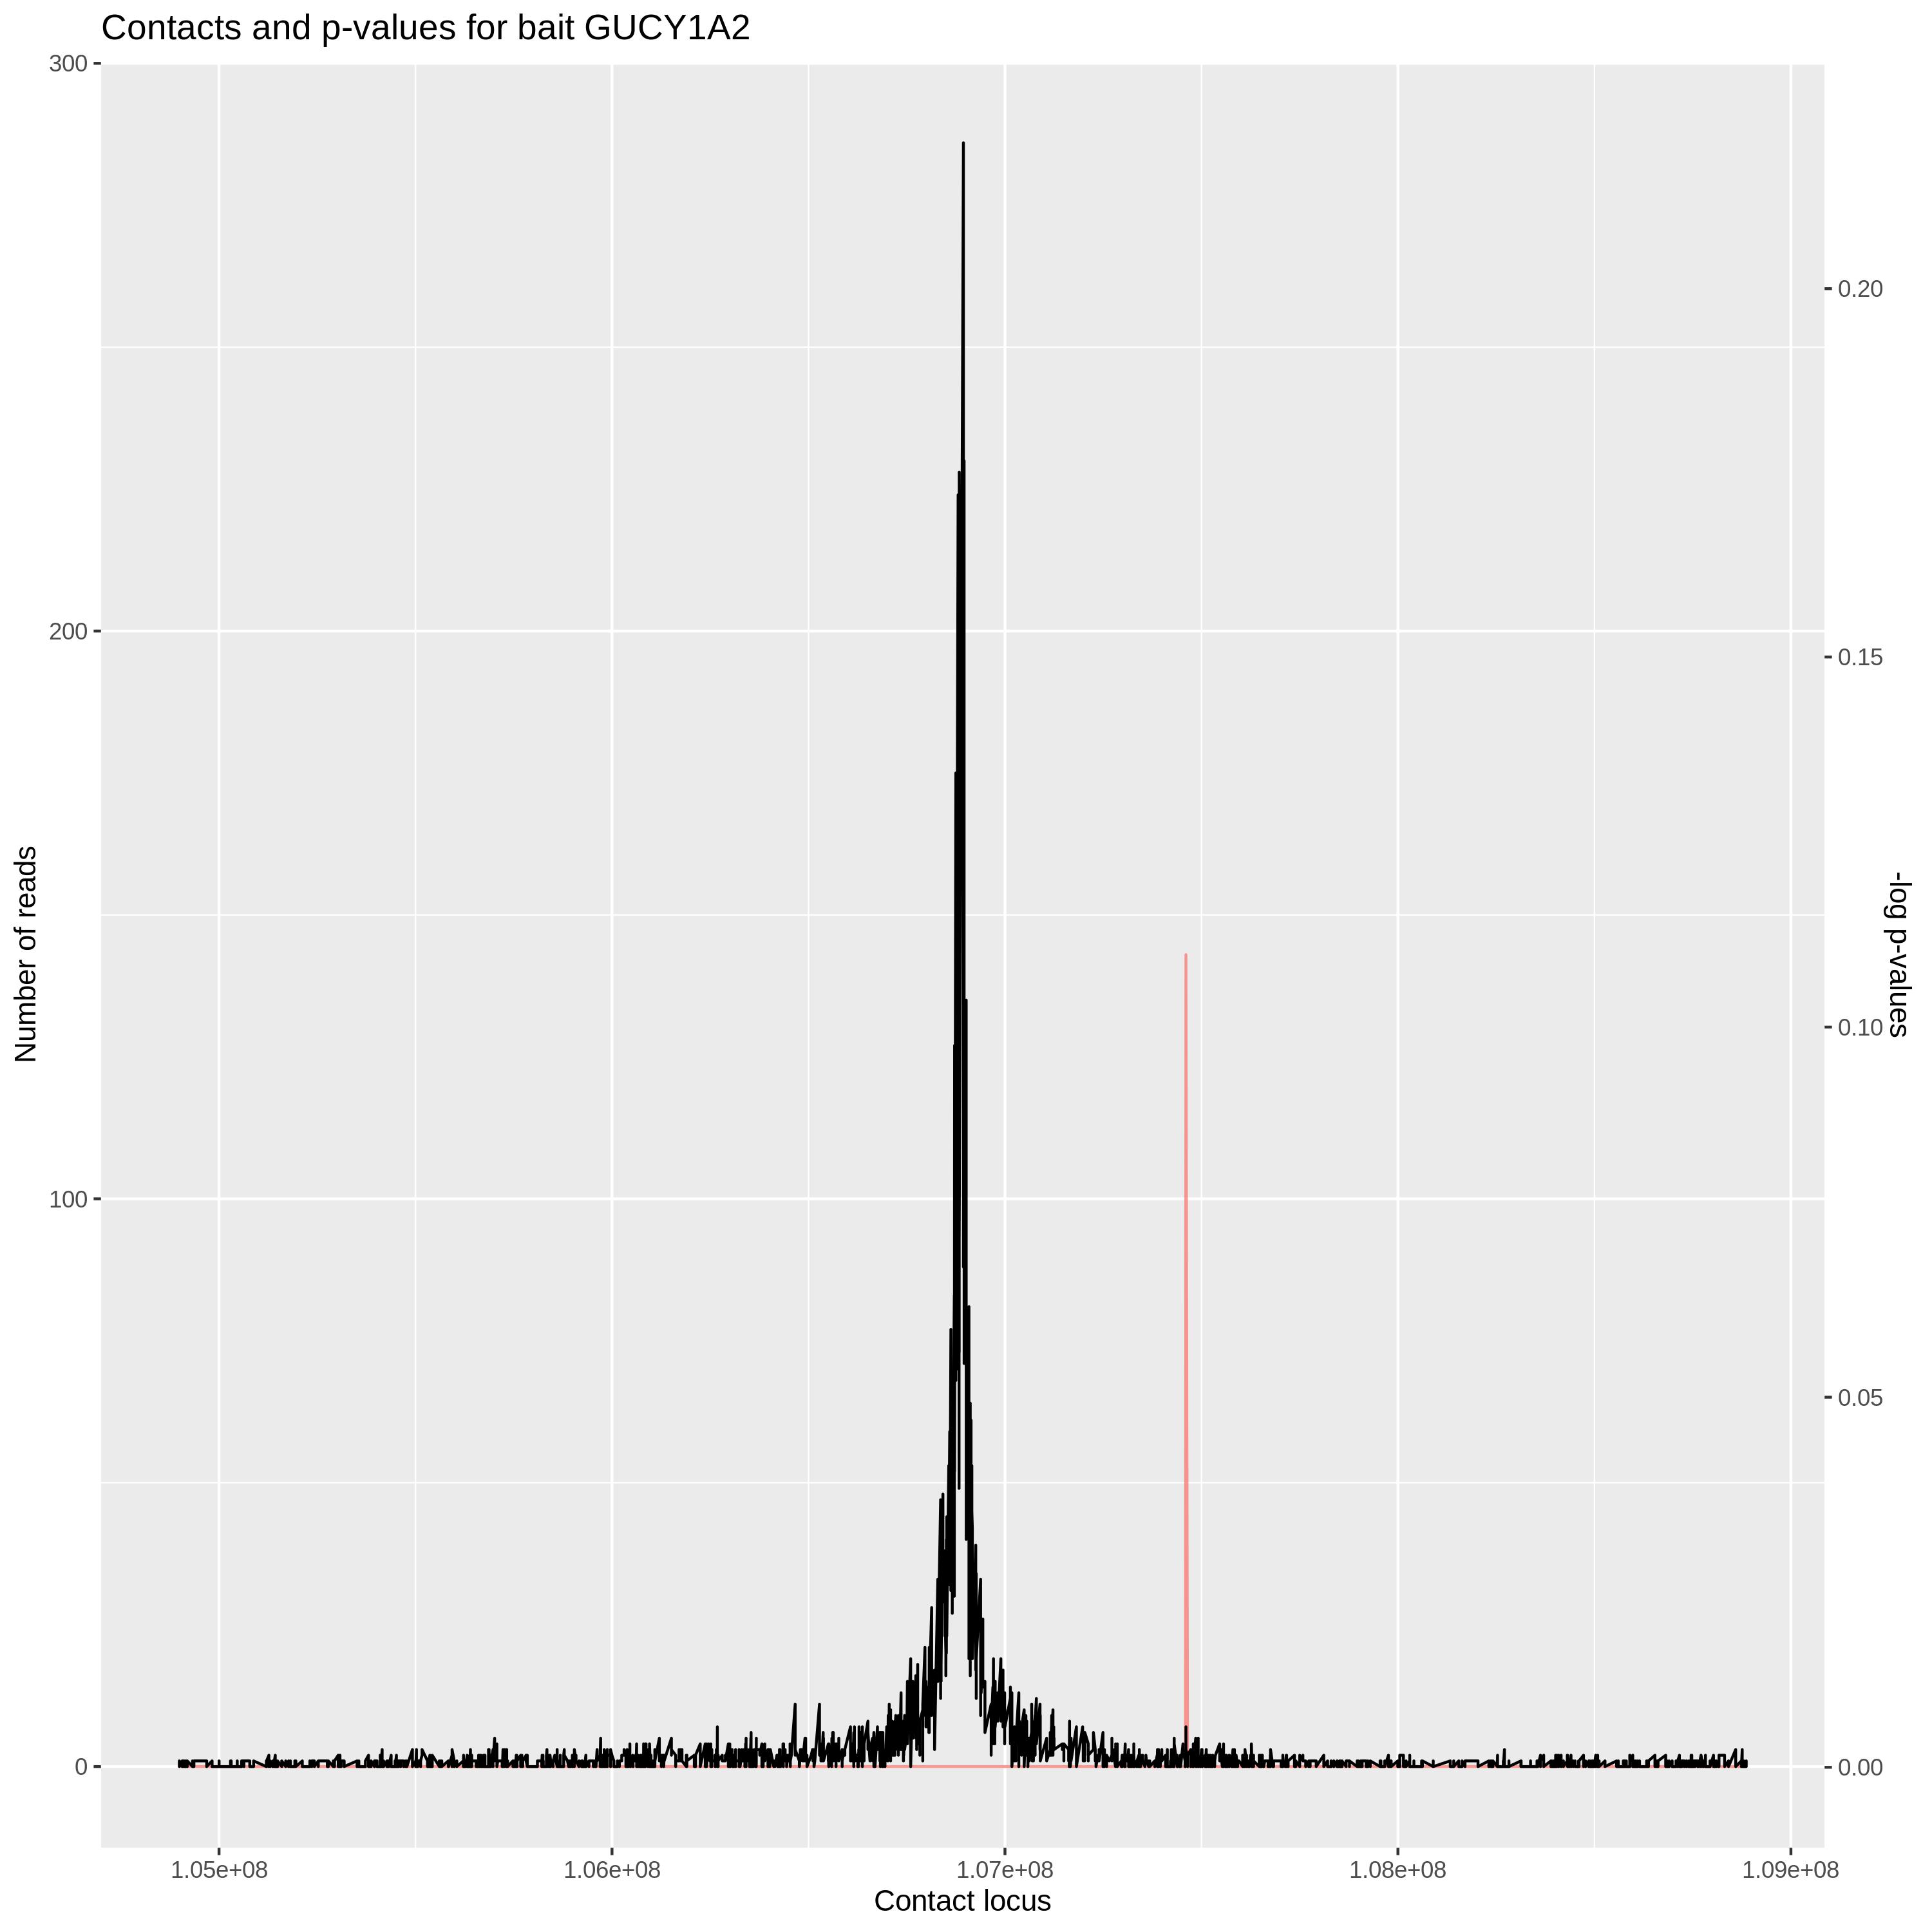 Contacts and p-values for bait GUCY1A2
300
200
100
0
Number of reads
0.20
0.15
0.10
0.05
0.00
-log p-values
1.05e+08 1.06e+08 1.07e+08 1.08e+08 1.09e+08
Contact locus